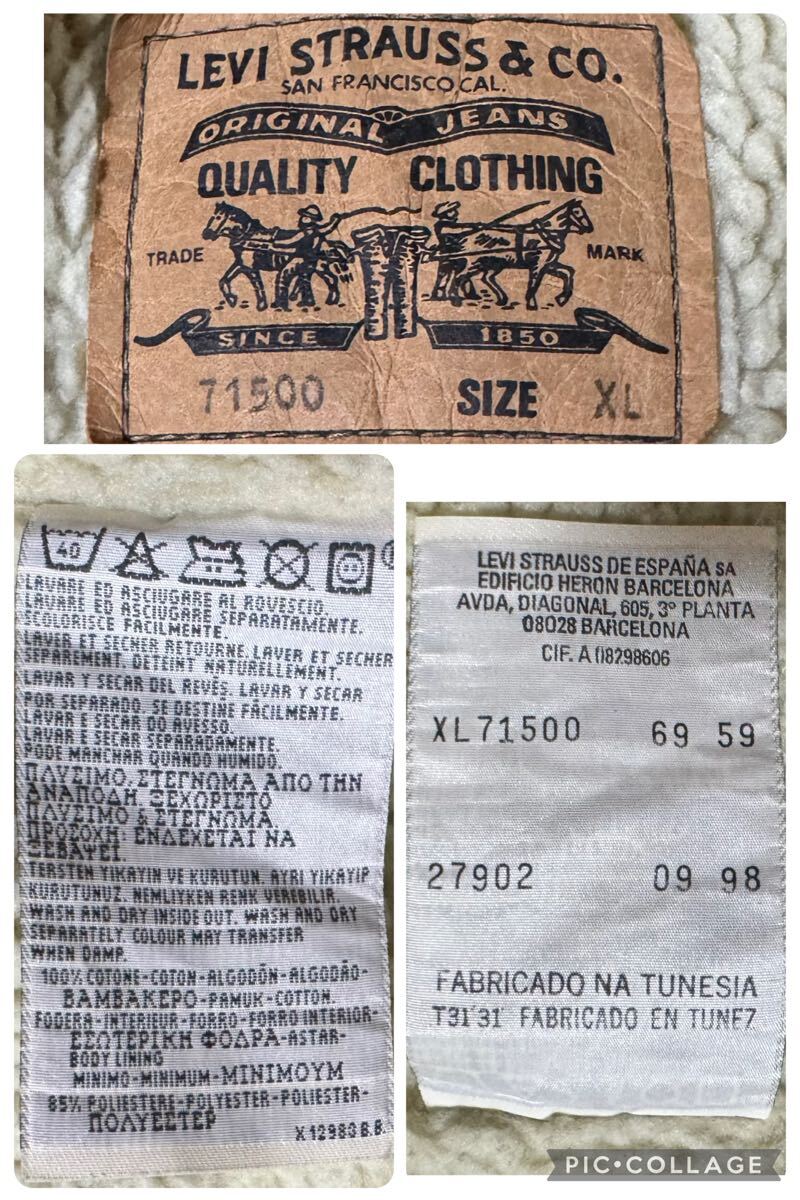 LEVI STRAUSS & CO.
SAN FRANCISCO CAL.
ORIGINAL JEANS
QUALITY CLOTHING
TRADE MARK
SINCE 1850
71500 SIZE XL
40
LAVARE ED ASCIUGARE AL ROVESCIO.
LAVARE ED ASCIUGARE SEPARATAMENTE.
SCOLORISCE FACILMENTE.
LAVER ET SECHER RETOURNE. LAVER ET SECHER
SEPAREMENT. DETEINT NATURELLEMENT.
LAVAR Y SECAR DEL REVÉS. LAVAR Y SECAR
POR SEPARADO. SE DESTIÑE FÁCILMENTE.
LAVAR E SECAR DO AVESSO.
LAVAR E SECAR SEPARADAMENTE.
PODE MANCHAR QUANDO HUMIDO.
ΠΛΥΣΙΜΟ, ΣΤΕΓΝΩΜΑ ΑΠΟ ΤΗΝ
ΑΝΑΠΟΔΗ. ΞΕΧΩΡΙΣΤΟ
ΠΛΥΣΙΜΟ & ΣΤΕΓΝΩΜΑ.
ΠΡΟΣΟΧΗ: ΕΝΔΕΧΕΤΑΙ ΝΑ
ΞΕΒΑΨΕΙ.
TERSTEN YIKAYIN VE KURUTUN. AYRI YIKAYIP
KURUTUNUZ. NEMLIYKEN RENK VEREBILIR.
WASH AND DRY INSIDE OUT. WASH AND DRY
SEPARATELY. COLOUR MAY TRANSFER
WHEN DAMP.
100% COTONE-COTON-ALGODÓN-ALGODÃO-
ΒΑΜΒΑΚΕΡΟ-PAMUK-COTTON.
FODERA-INTERIEUR-FORRO-FORRO INTERIOR-
ΕΣΩΤΕΡΙΚΗ ΦΟΔΡΑ-ASTAR-
BODY LINING
MINIMO-MINIMUM-ΜΙΝΙΜΟΥΜ
85% POLIESTERE-POLYESTER-POLIESTER-
ΠΟΛΥΕΣΤΕΡ
X12983 B.B.
LEVI STRAUSS DE ESPAÑA SA
EDIFICIO HERON BARCELONA
AVDA, DIAGONAL, 605, 3º PLANTA
08028 BARCELONA
CIF. A 08298606
XL71500 69 59
27902 09 98
FABRICADO NA TUNESIA
T31'31' FABRICADO EN TUNEZ
PIC•COLLAGE